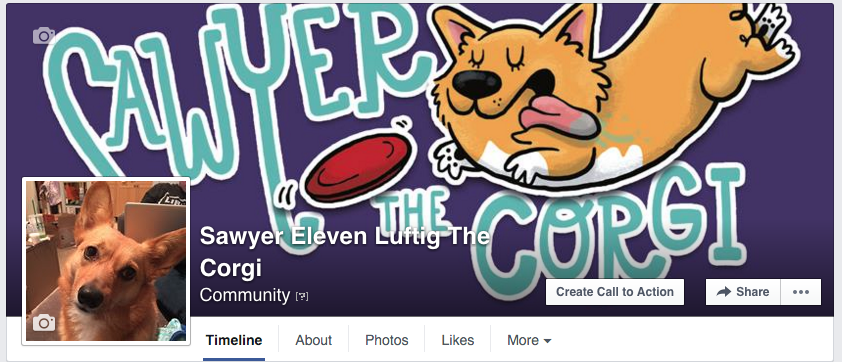 SAWYER
THE
CORGI
Sawyer Eleven Luftig The
Corgi
Community [?]
Create Call to Action
Share
Timeline
About
Photos
Likes
More